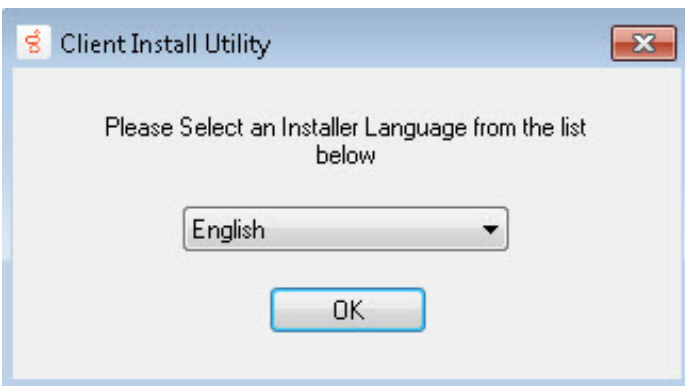 Client Install Utility
Please Select an Installer Language from the list
below
English
OK